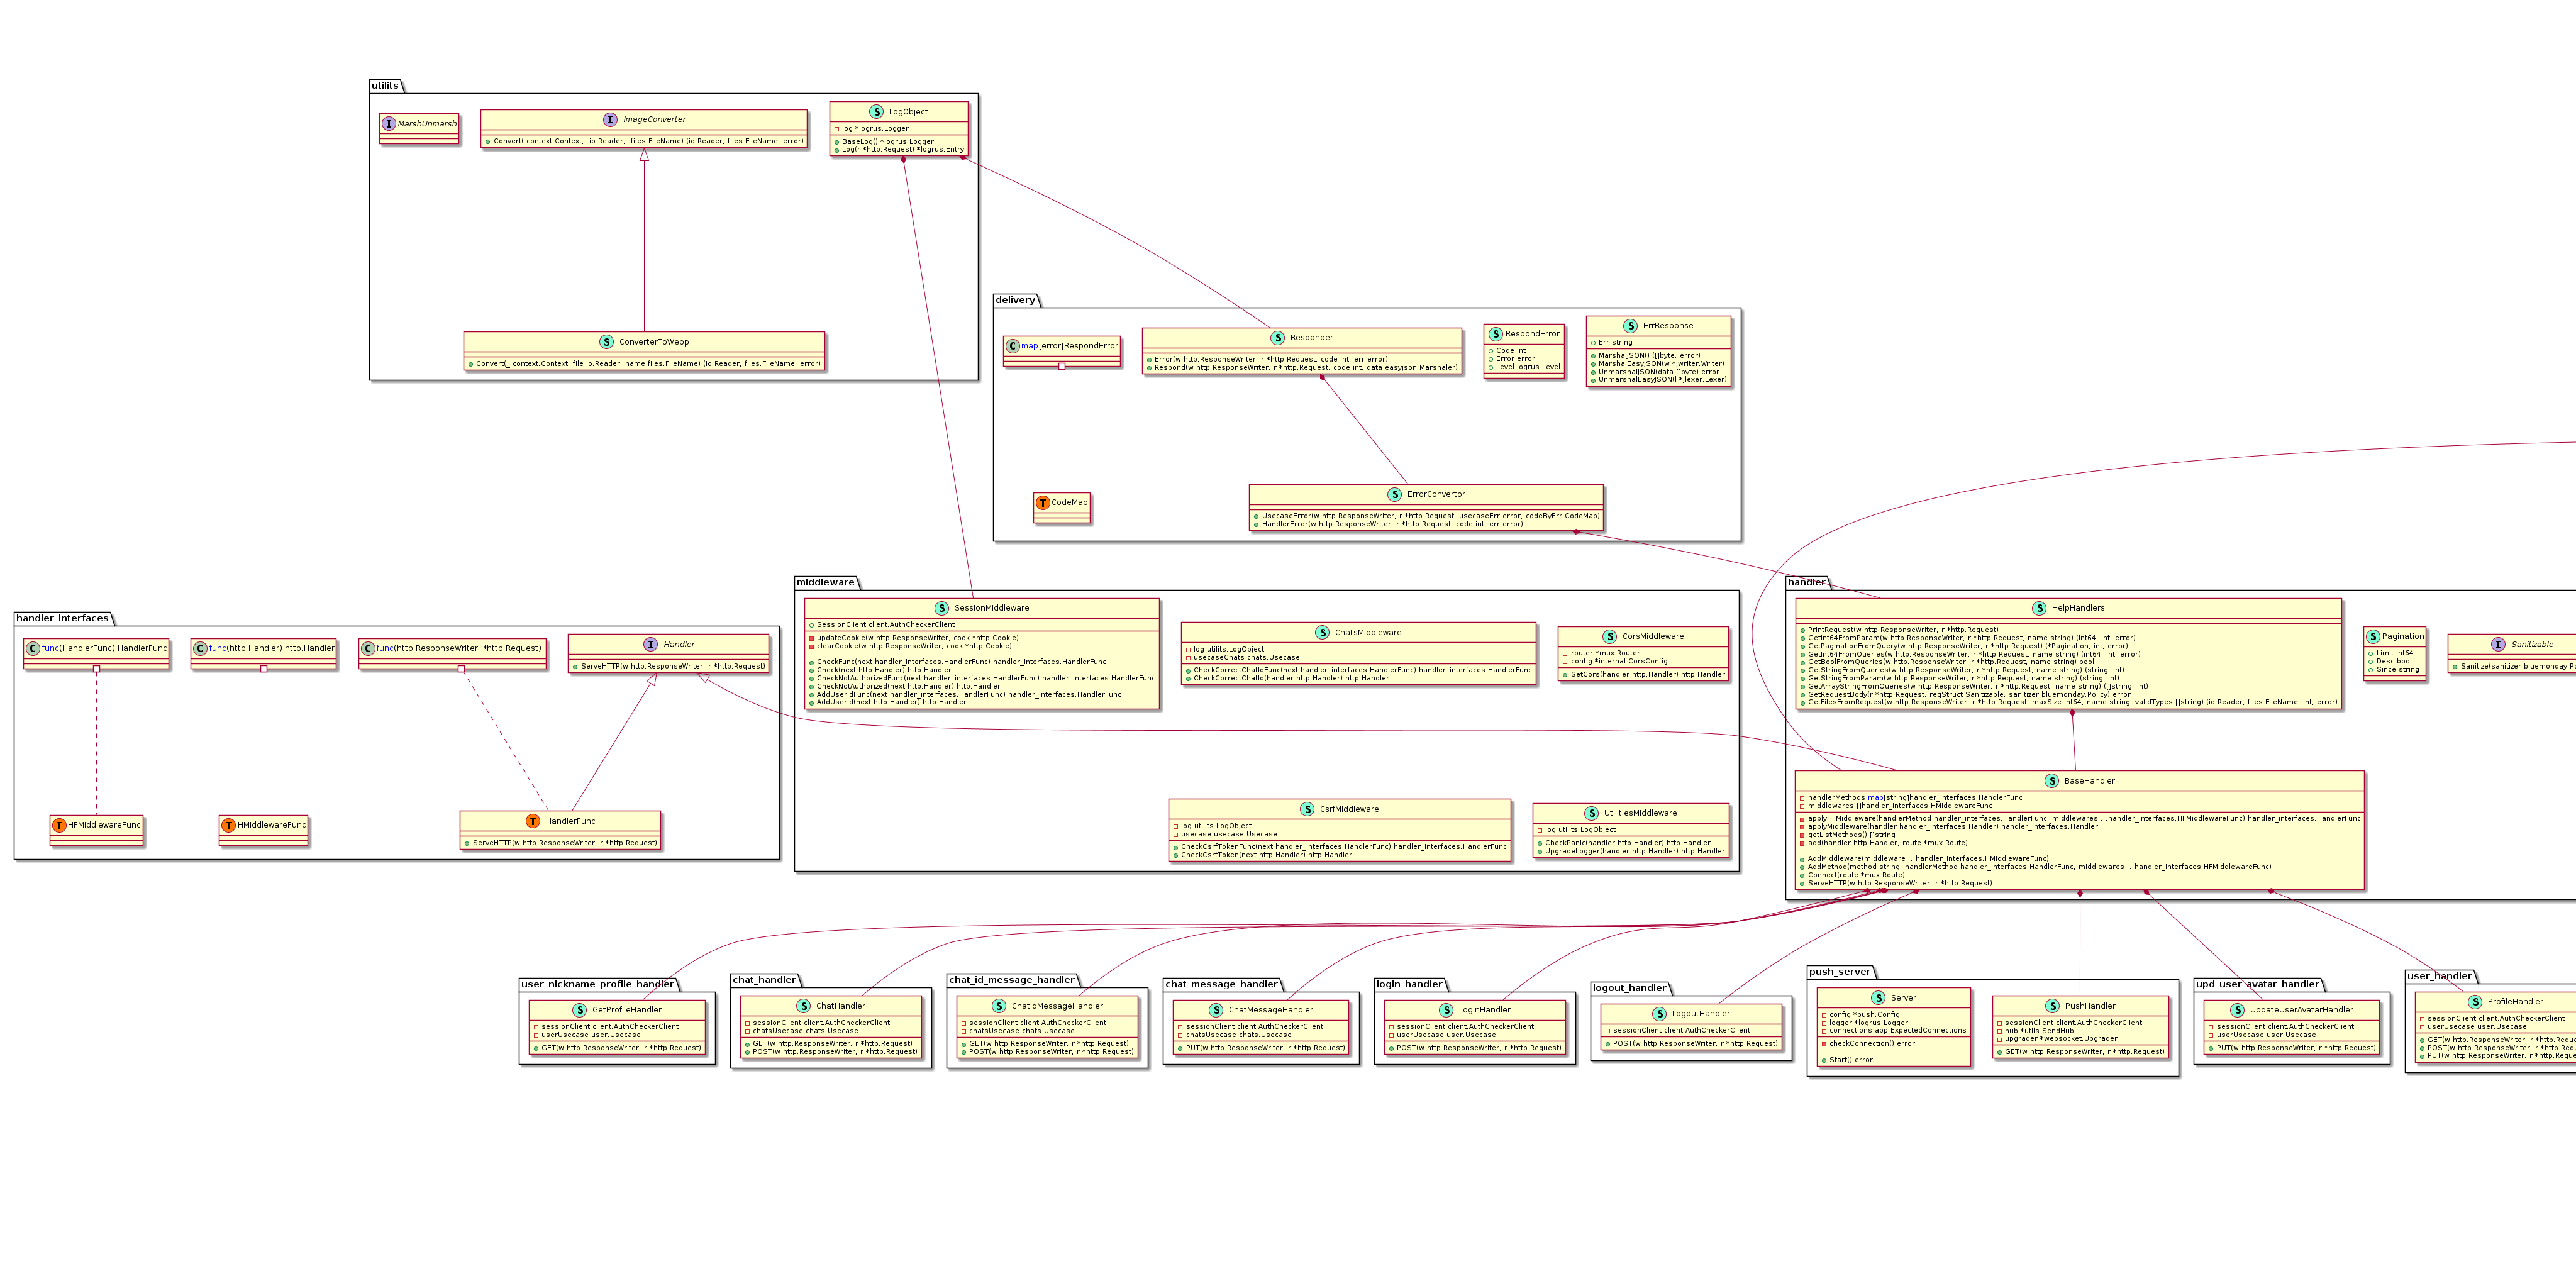 utilits
I MarshUnmarsh
I ImageConverter
Convert( context.Context,  io.Reader,  files.FileName) (io.Reader, files.FileName, error)
S LogObject
log *logrus.Logger
BaseLog() *logrus.Logger
Log(r *http.Request) *logrus.Entry
S ConverterToWebp
Convert(_ context.Context, file io.Reader, name files.FileName) (io.Reader, files.FileName, error)
delivery
C map[error]RespondError
S Responder
Error(w http.ResponseWriter, r *http.Request, code int, err error)
Respond(w http.ResponseWriter, r *http.Request, code int, data easyjson.Marshaler)
S RespondError
Code int
Error error
Level logrus.Level
S ErrResponse
Err string
MarshalJSON() ([]byte, error)
MarshalEasyJSON(w *jwriter.Writer)
UnmarshalJSON(data []byte) error
UnmarshalEasyJSON(l *jlexer.Lexer)
T CodeMap
S ErrorConvertor
UsecaseError(w http.ResponseWriter, r *http.Request, usecaseErr error, codeByErr CodeMap)
HandlerError(w http.ResponseWriter, r *http.Request, code int, err error)
handler_interfaces
C func(HandlerFunc) HandlerFunc
C func(http.Handler) http.Handler
C func(http.ResponseWriter, *http.Request)
I Handler
ServeHTTP(w http.ResponseWriter, r *http.Request)
T HFMiddlewareFunc
T HMiddlewareFunc
T HandlerFunc
ServeHTTP(w http.ResponseWriter, r *http.Request)
middleware
S SessionMiddleware
SessionClient client.AuthCheckerClient
updateCookie(w http.ResponseWriter, cook *http.Cookie)
clearCookie(w http.ResponseWriter, cook *http.Cookie)
CheckFunc(next handler_interfaces.HandlerFunc) handler_interfaces.HandlerFunc
Check(next http.Handler) http.Handler
CheckNotAuthorizedFunc(next handler_interfaces.HandlerFunc) handler_interfaces.HandlerFunc
CheckNotAuthorized(next http.Handler) http.Handler
AddUserIdFunc(next handler_interfaces.HandlerFunc) handler_interfaces.HandlerFunc
AddUserId(next http.Handler) http.Handler
S ChatsMiddleware
log utilits.LogObject
usecaseChats chats.Usecase
CheckCorrectChatIdFunc(next handler_interfaces.HandlerFunc) handler_interfaces.HandlerFunc
CheckCorrectChatId(handler http.Handler) http.Handler
S CorsMiddleware
router *mux.Router
config *internal.CorsConfig
SetCors(handler http.Handler) http.Handler
S CsrfMiddleware
log utilits.LogObject
usecase usecase.Usecase
CheckCsrfTokenFunc(next handler_interfaces.HandlerFunc) handler_interfaces.HandlerFunc
CheckCsrfToken(next http.Handler) http.Handler
S UtilitiesMiddleware
log utilits.LogObject
CheckPanic(handler http.Handler) http.Handler
UpgradeLogger(handler http.Handler) http.Handler
handler
S HelpHandlers
PrintRequest(w http.ResponseWriter, r *http.Request)
GetInt64FromParam(w http.ResponseWriter, r *http.Request, name string) (int64, int, error)
GetPaginationFromQuery(w http.ResponseWriter, r *http.Request) (*Pagination, int, error)
GetInt64FromQueries(w http.ResponseWriter, r *http.Request, name string) (int64, int, error)
GetBoolFromQueries(w http.ResponseWriter, r *http.Request, name string) bool
GetStringFromQueries(w http.ResponseWriter, r *http.Request, name string) (string, int)
GetStringFromParam(w http.ResponseWriter, r *http.Request, name string) (string, int)
GetArrayStringFromQueries(w http.ResponseWriter, r *http.Request, name string) ([]string, int)
GetRequestBody(r *http.Request, reqStruct Sanitizable, sanitizer bluemonday.Policy) error
GetFilesFromRequest(w http.ResponseWriter, r *http.Request, maxSize int64, name string, validTypes []string) (io.Reader, files.FileName, int, error)
S Pagination
Limit int64
Desc bool
Since string
I Sanitizable
Sanitize(sanitizer bluemonday.Po
S BaseHandler
handlerMethods map[string]handler_interfaces.HandlerFunc
middlewares []handler_interfaces.HMiddlewareFunc
applyHFMiddleware(handlerMethod handler_interfaces.HandlerFunc, middlewares ...handler_interfaces.HFMiddlewareFunc) handler_interfaces.HandlerFunc
applyMiddleware(handler handler_interfaces.Handler) handler_interfaces.Handler
getListMethods() []string
add(handler http.Handler, route *mux.Route)
AddMiddleware(middleware ...handler_interfaces.HMiddlewareFunc)
AddMethod(method string, handlerMethod handler_interfaces.HandlerFunc, middlewares ...handler_interfaces.HFMiddlewareFunc)
Connect(route *mux.Route)
ServeHTTP(w http.ResponseWriter, r *http.Request)
user_nickname_profile_handler
S GetProfileHandler
sessionClient client.AuthCheckerClient
userUsecase user.Usecase
GET(w http.ResponseWriter, r *http.Request)
chat_handler
S ChatHandler
sessionClient client.AuthCheckerClient
chatsUsecase chats.Usecase
GET(w http.ResponseWriter, r *http.Request)
POST(w http.ResponseWriter, r *http.Request)
chat_id_message_handler
S ChatIdMessageHandler
sessionClient client.AuthCheckerClient
chatsUsecase chats.Usecase
GET(w http.ResponseWriter, r *http.Request)
POST(w http.ResponseWriter, r *http.Request)
chat_message_handler
S ChatMessageHandler
sessionClient client.AuthCheckerClient
chatsUsecase chats.Usecase
PUT(w http.ResponseWriter, r *http.Request)
login_handler
S LoginHandler
sessionClient client.AuthCheckerClient
userUsecase user.Usecase
POST(w http.ResponseWriter, r *http.Request)
logout_handler
S LogoutHandler
sessionClient client.AuthCheckerClient
POST(w http.ResponseWriter, r *http.Request)
push_server
S Server
config *push.Config
logger *logrus.Logger
connections app.ExpectedConnections
checkConnection() error
Start() error
S PushHandler
sessionClient client.AuthCheckerClient
hub *utils.SendHub
upgrader *websocket.Upgrader
GET(w http.ResponseWriter, r *http.Request)
upd_user_avatar_handler
S UpdateUserAvatarHandler
sessionClient client.AuthCheckerClient
userUsecase user.Usecase
PUT(w http.ResponseWriter, r *http.Request)
user_handler
S ProfileHandler
sessionClient client.AuthCheckerClient
userUsecase user.Usecase
GET(w http.ResponseWriter, r *http.Reque
POST(w http.ResponseWriter, r *http.Requ
PUT(w http.ResponseWriter, r *http.Reque